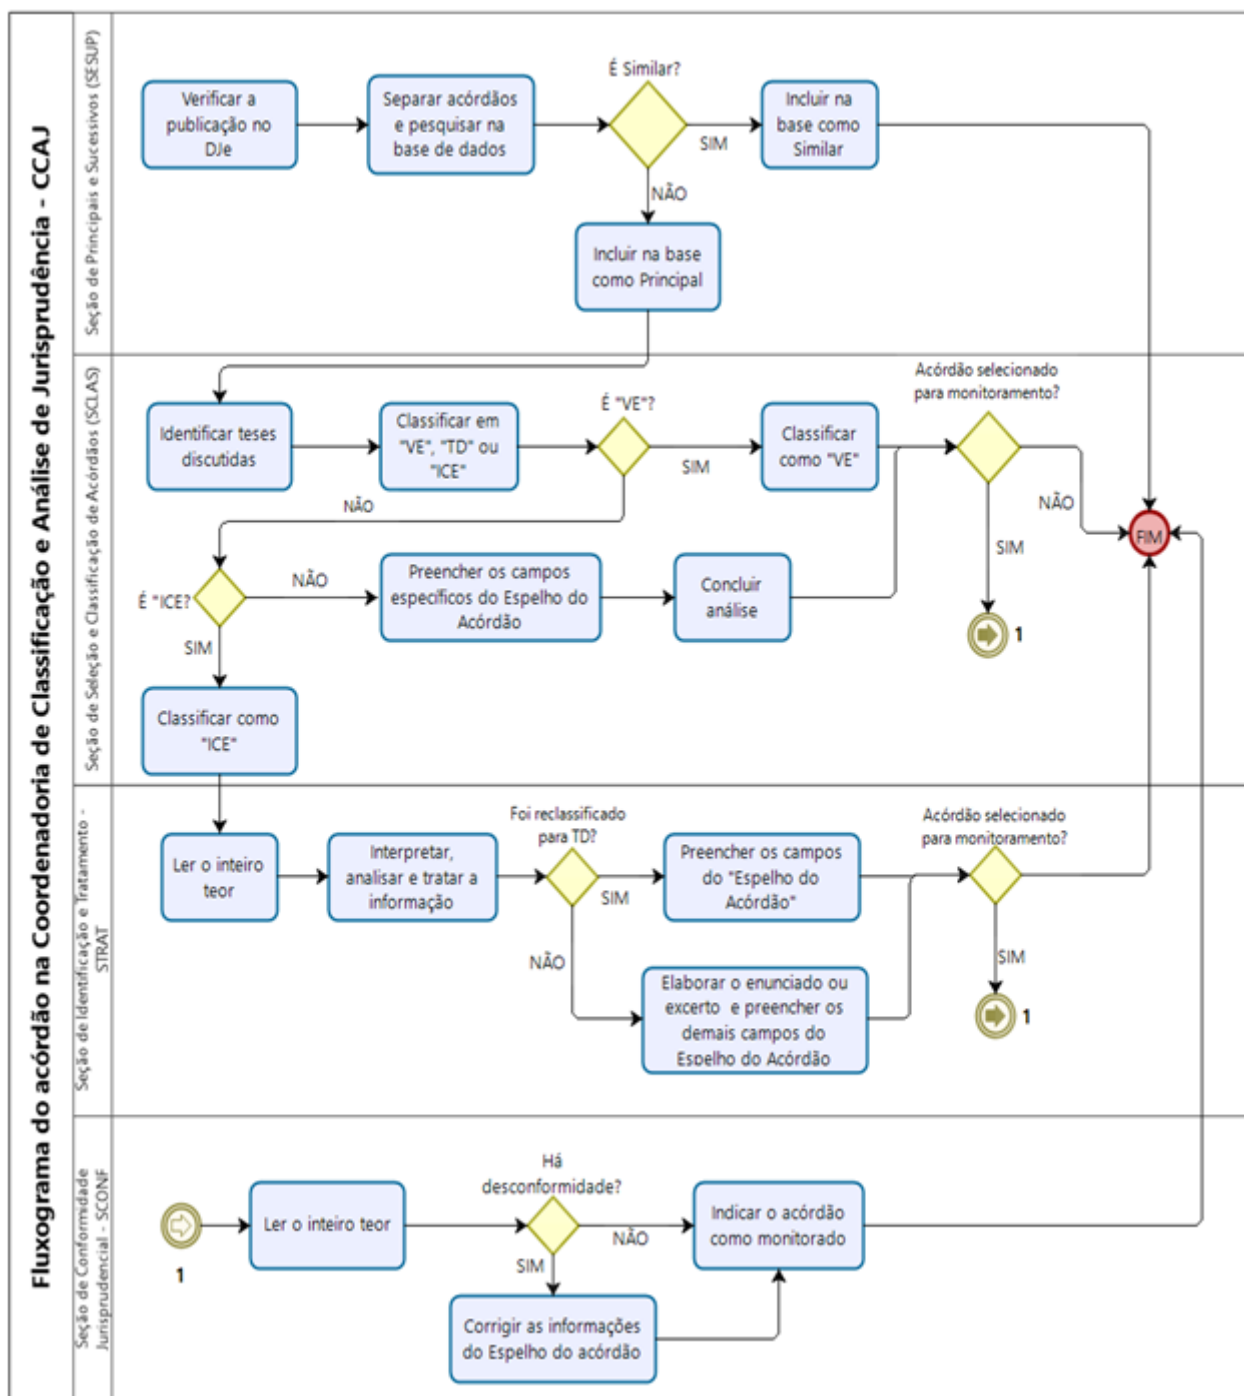 Fluxograma do acórdão na Coordenadoria de Classificação e Análise de Jurisprudência - CCAJ
Seção de Principais e Sucessivos (SESUP)
Verificar a
publicação no
DJe
Separar acórdãos
e pesquisar na
base de dados
É Similar?
SIM
NÃO
Incluir na
base como
Similar
Incluir na base
como Principal
Seção de Seleção e Classificação de Acórdãos (SCLAS)
Identificar teses
discutidas
Classificar em
"VE", "TD" ou
"ICE"
É "VE"?
SIM
NÃO
Classificar
como "VE"
Acórdão selecionado
para monitoramento?
NÃO
SIM
FIM
1
É "ICE?
NÃO
SIM
Preencher os campos
específicos do Espelho do
Acórdão
Concluir
análise
Classificar como
"ICE"
Seção de Identificação e Tratamento -
STRAT
Ler o inteiro
teor
Interpretar,
analisar e tratar a
informação
Foi reclassificado
para TD?
SIM
NÃO
Preencher os campos
do "Espelho do
Acórdão"
Elaborar o enunciado ou
excerto e preencher os
demais campos do
Espelho do Acórdão
Acórdão selecionado
para monitoramento?
SIM
1
Seção de Conformidade
Jurisprudencial - SCONF
1
Ler o inteiro teor
Há
desconformidade?
NÃO
SIM
Indicar o acórdão
como monitorado
Corrigir as informações
do Espelho do acórdão